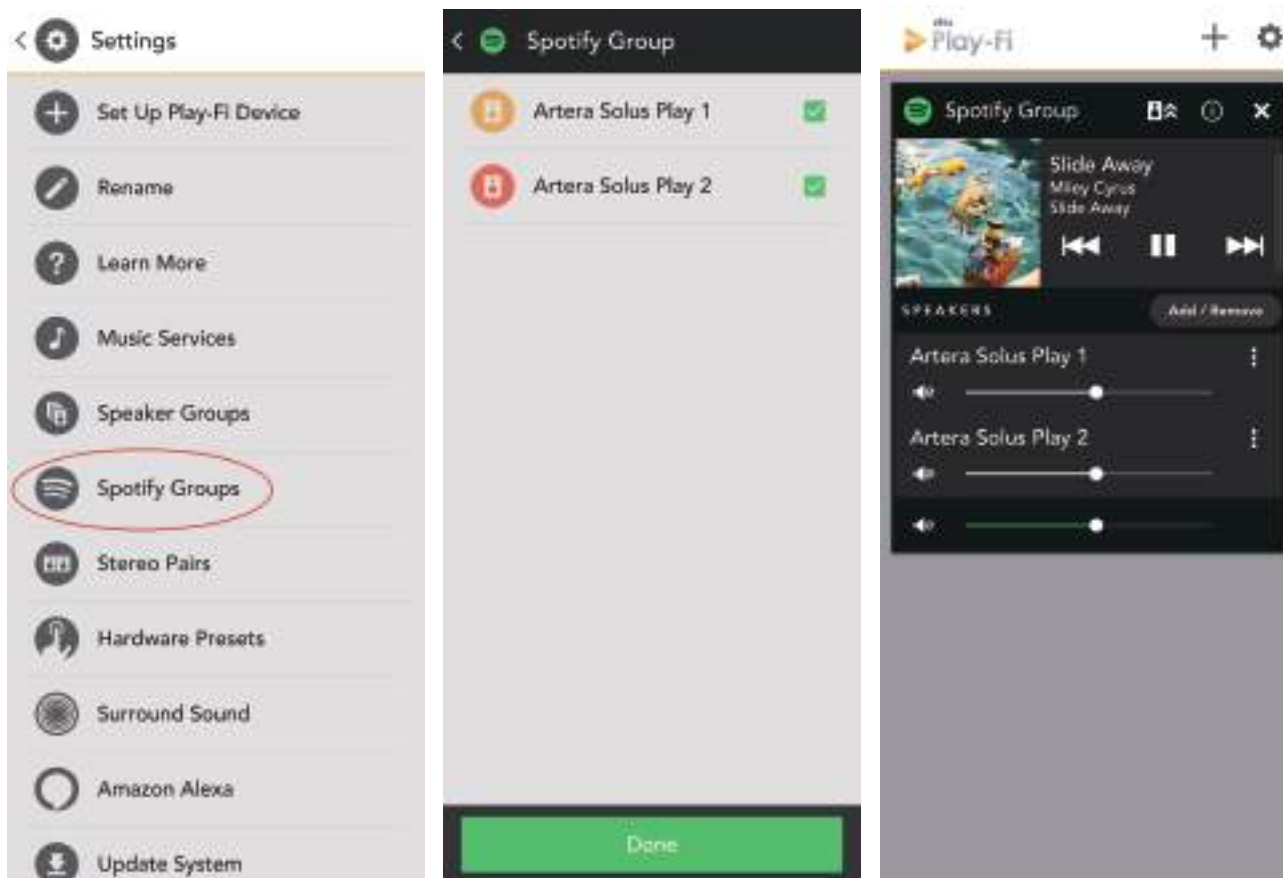 Settings
Set Up Play-Fi Device
Rename
Learn More
Music Services
Speaker Groups
Spotify Groups
Stereo Pairs
Hardware Presets
Surround Sound
Amazon Alexa
Update System
Spotify Group
Artera Solus Play 1
Artera Solus Play 2
Done
dts
Play-Fi
Spotify Group
Slide Away
Miley Cyrus
Slide Away
SPEAKERS
Add / Remove
Artera Solus Play 1
Artera Solus Play 2